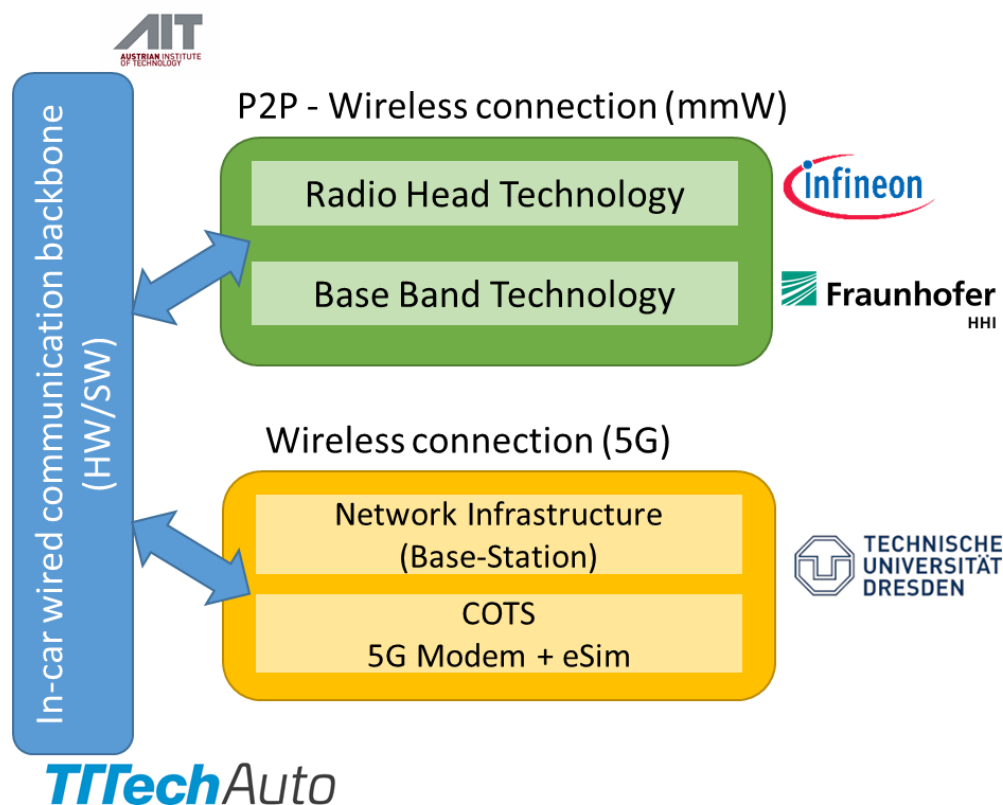 AIT
AUSTRIAN INSTITUTE
OF TECHNOLOGY
In-car wired communication backbone
(HW/SW)
P2P - Wireless connection (mmW)
Radio Head Technology
infineon
Base Band Technology
Fraunhofer
HHI
Wireless connection (5G)
Network Infrastructure
(Base-Station)
COTS
5G Modem + eSim
TECHNISCHE
UNIVERSITÄT
DRESDEN
TTTechAuto